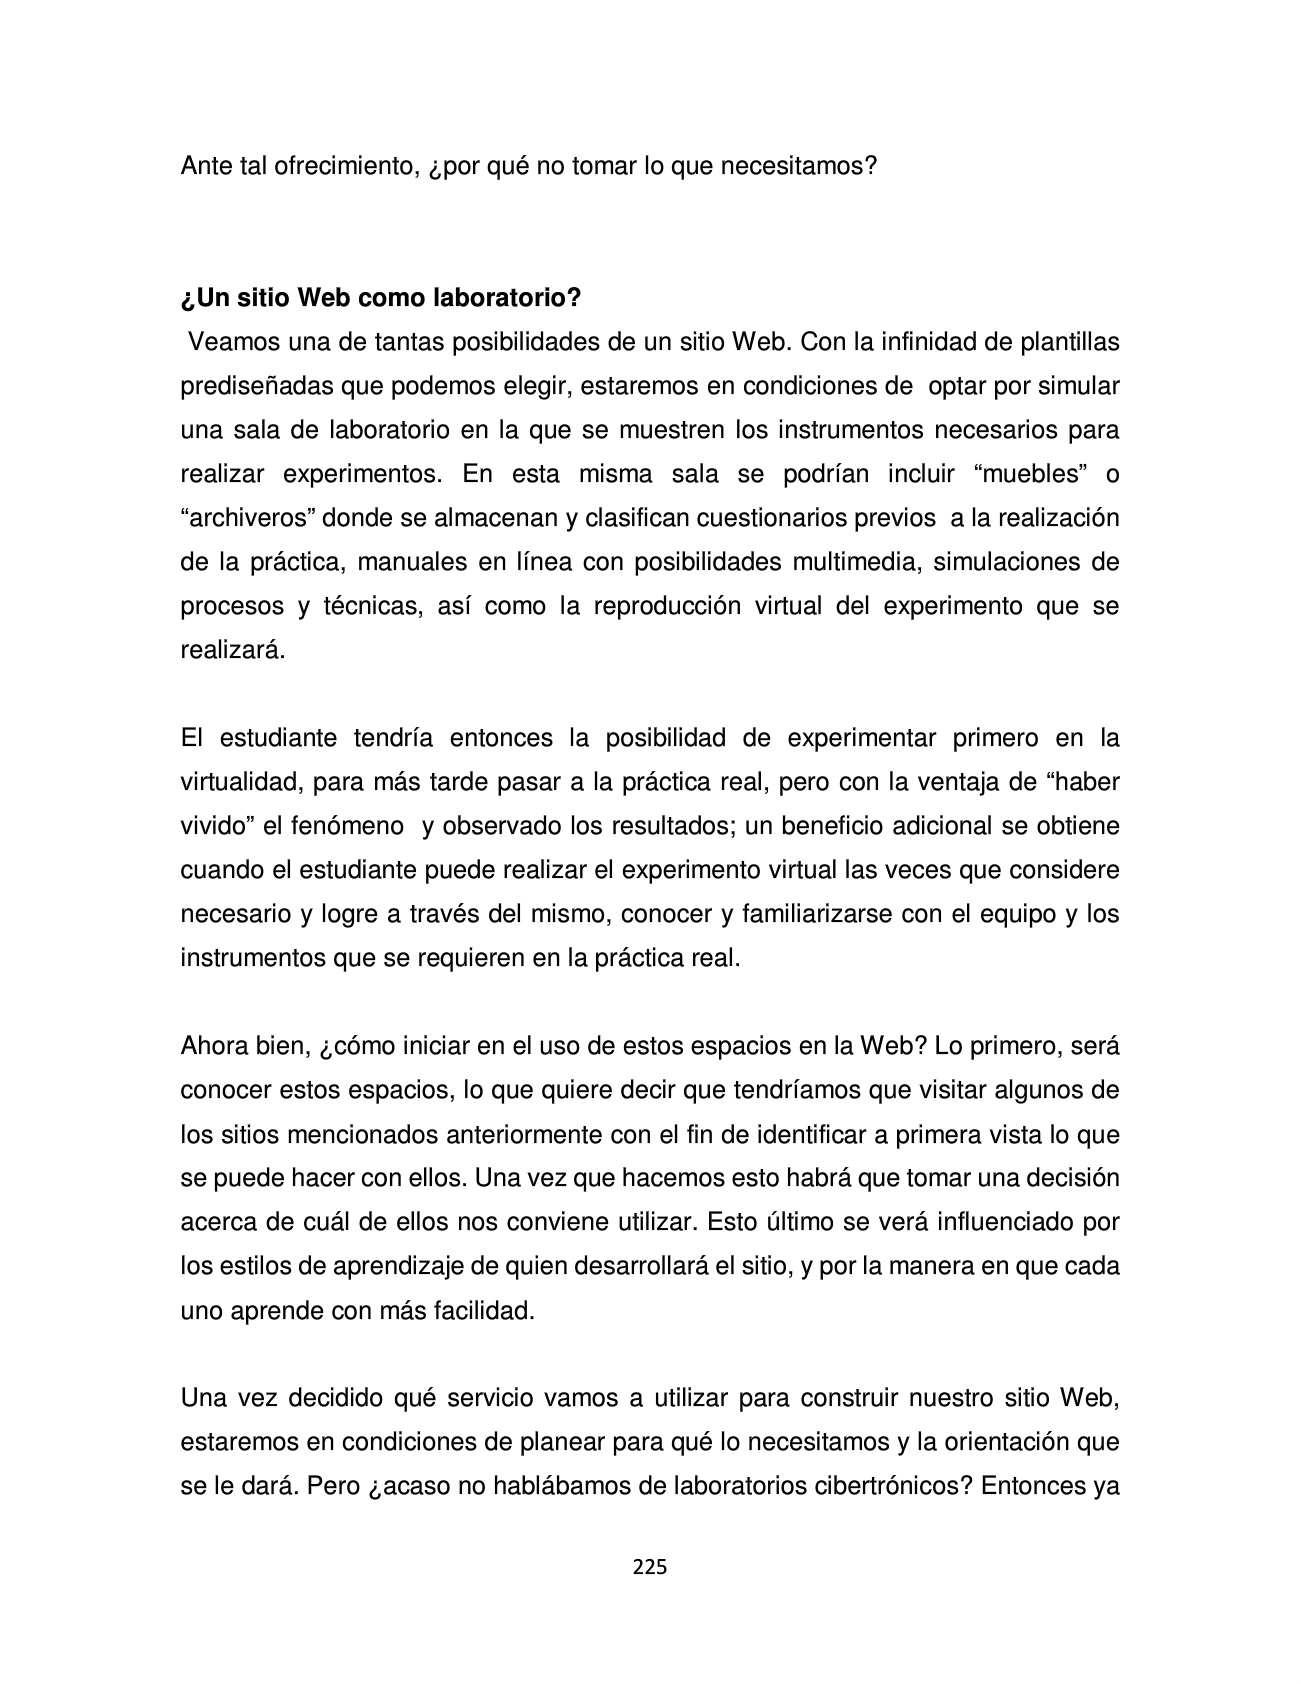 Ante tal ofrecimiento, ¿por qué no tomar lo que necesitamos?
¿Un sitio Web como laboratorio?
Veamos una de tantas posibilidades de un sitio Web. Con la infinidad de plantillas
prediseñadas que podemos elegir, estaremos en condiciones de optar por simular
una sala de laboratorio en la que se muestren los instrumentos necesarios para
realizar experimentos. En esta misma sala se podrían incluir “muebles” o
“archiveros” donde se almacenan y clasifican cuestionarios previos a la realización
de la práctica, manuales en línea con posibilidades multimedia, simulaciones de
procesos y técnicas, así como la reproducción virtual del experimento que se
realizará.
El estudiante tendría entonces la posibilidad de experimentar primero en la
virtualidad, para más tarde pasar a la práctica real, pero con la ventaja de “haber
vivido” el fenómeno y observado los resultados; un beneficio adicional se obtiene
cuando el estudiante puede realizar el experimento virtual las veces que considere
necesario y logre a través del mismo, conocer y familiarizarse con el equipo y los
instrumentos que se requieren en la práctica real.
Ahora bien, ¿cómo iniciar en el uso de estos espacios en la Web? Lo primero, será
conocer estos espacios, lo que quiere decir que tendríamos que visitar algunos de
los sitios mencionados anteriormente con el fin de identificar a primera vista lo que
se puede hacer con ellos. Una vez que hacemos esto habrá que tomar una decisión
acerca de cuál de ellos nos conviene utilizar. Esto último se verá influenciado por
los estilos de aprendizaje de quien desarrollará el sitio, y por la manera en que cada
uno aprende con más facilidad.
Una vez decidido qué servicio vamos a utilizar para construir nuestro sitio Web,
estaremos en condiciones de planear para qué lo necesitamos y la orientación que
se le dará. Pero ¿acaso no hablábamos de laboratorios cibertrónicos? Entonces ya
225